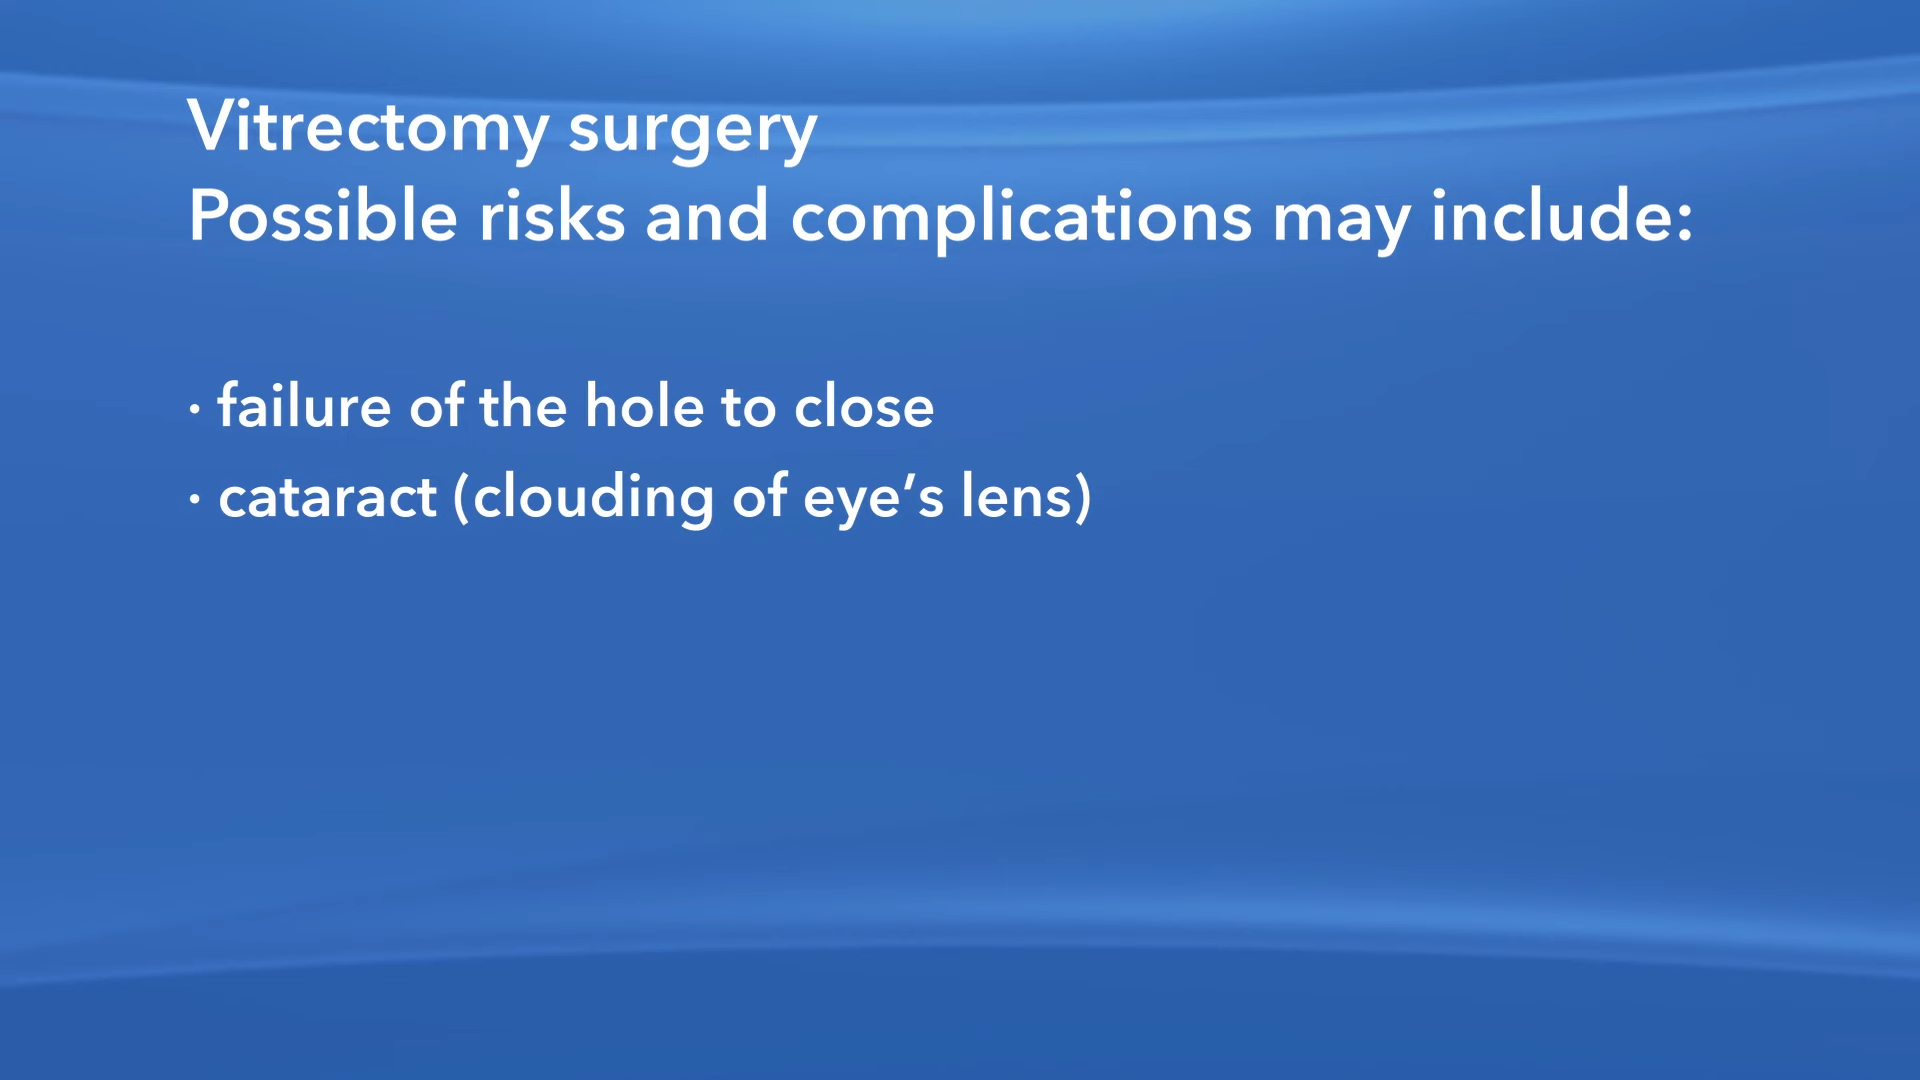 Vitrectomy surgery
Possible risks and complications may include:
· failure of the hole to close
· cataract (clouding of eye’s lens)